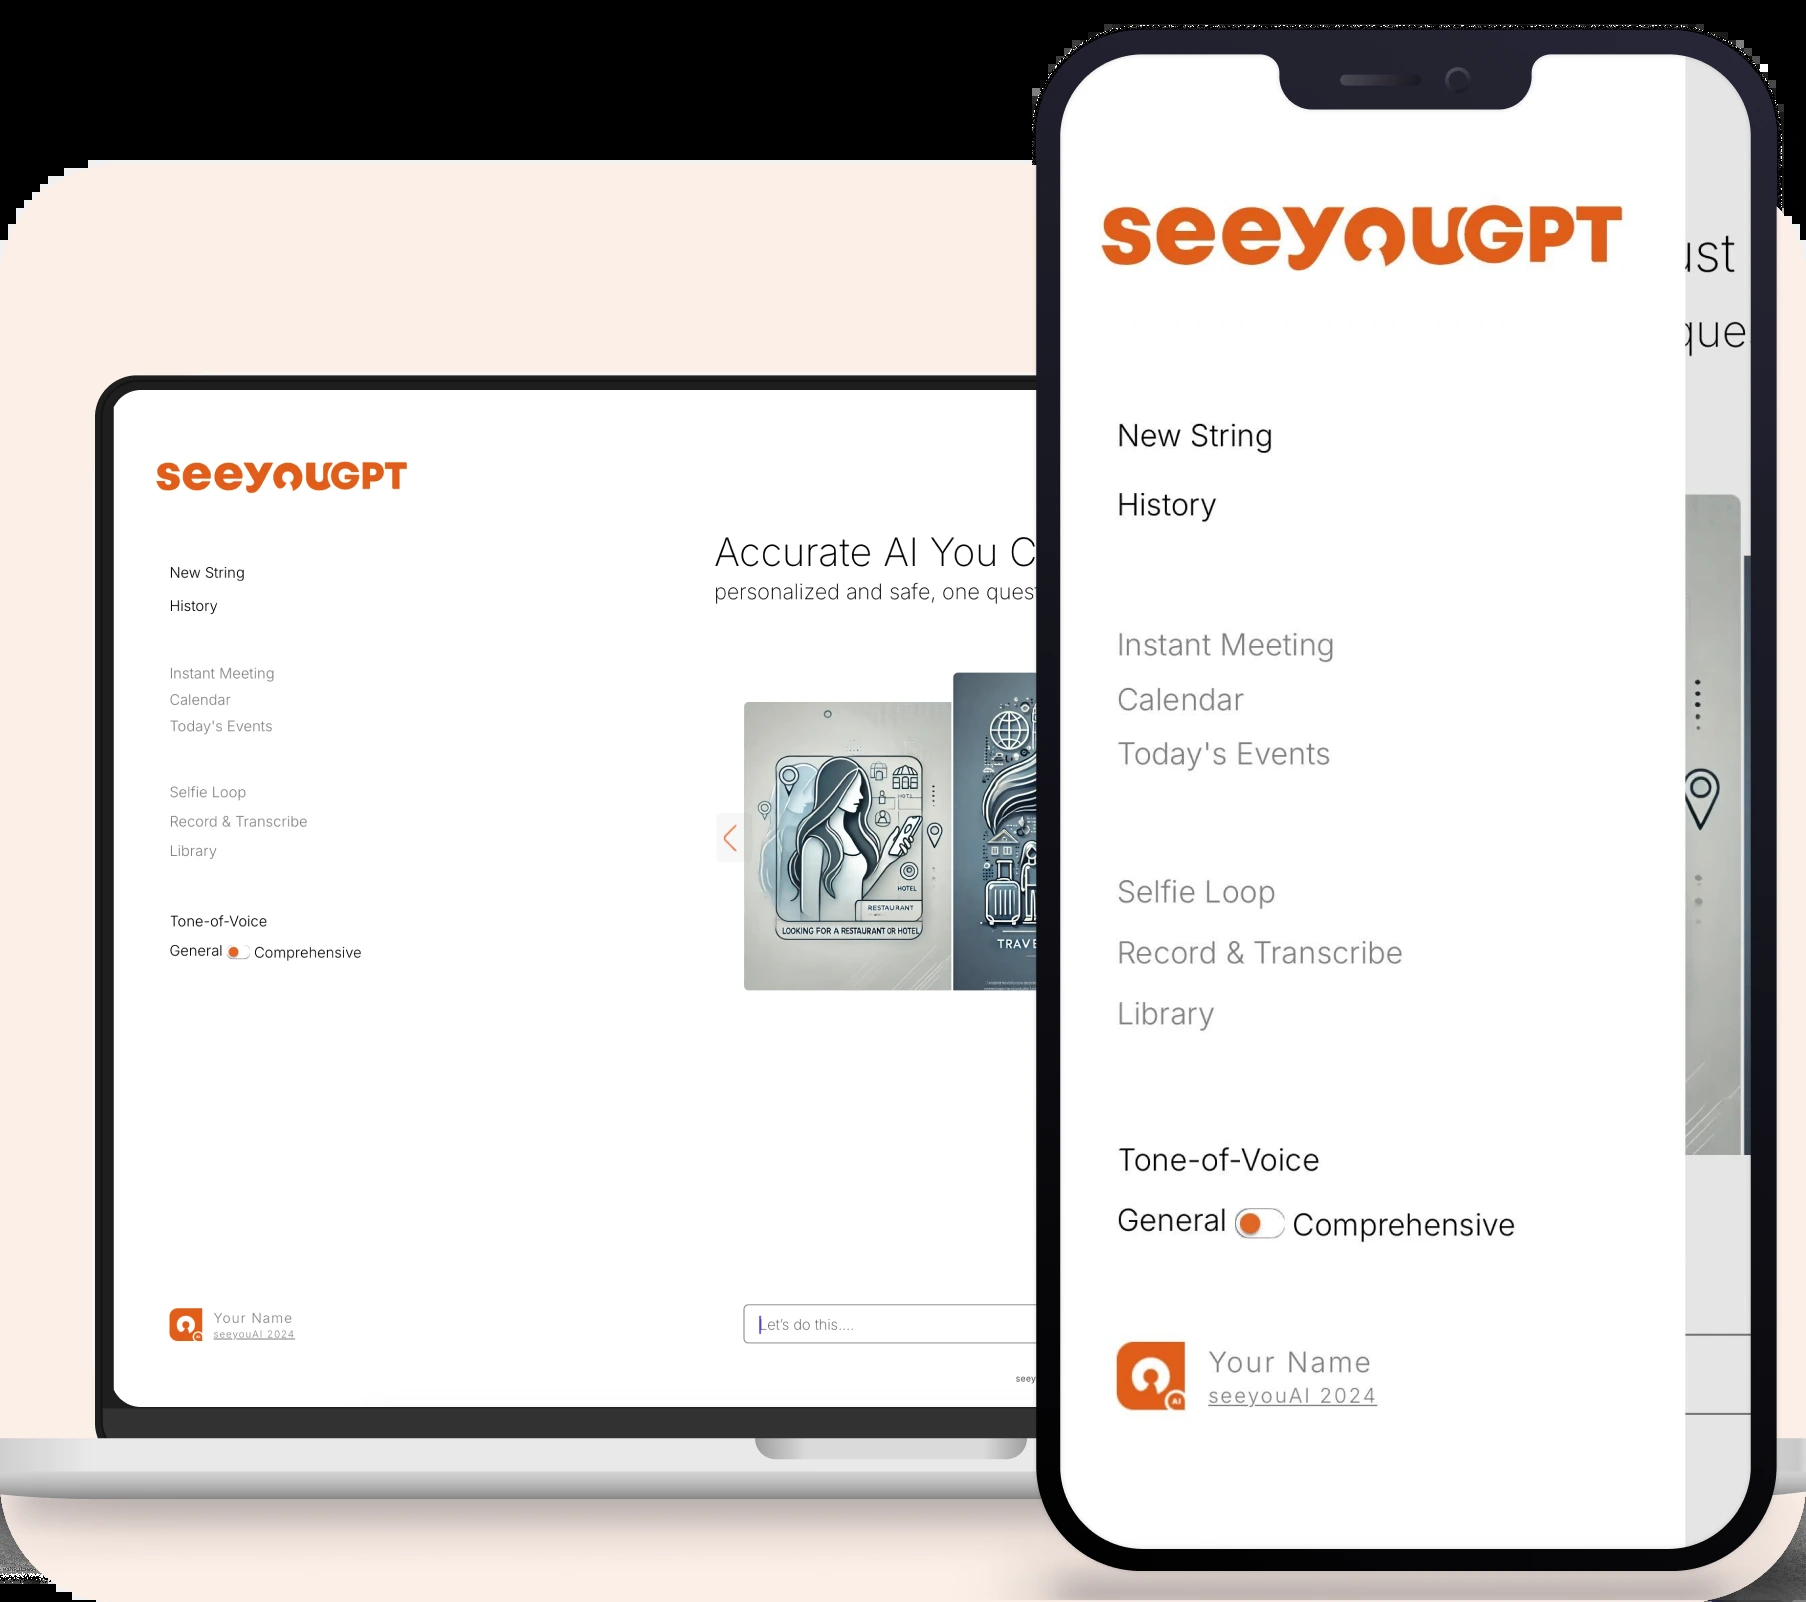 seeyouGPT
New String
History
Instant Meeting
Calendar
Today's Events
Selfie Loop
Record & Transcribe
Library
Tone-of-Voice
General Comprehensive
Your Name
seeyouAI 2024
Accurate AI You C
personalized and safe, one quest
HOTEL
HOTEL
RESTAURANT
LOOKING FOR A RESTAURANT OR HOTEL
TRAVE
Let's do this....
seey
seeyouGPT
New String
History
Instant Meeting
Calendar
Today's Events
Selfie Loop
Record & Transcribe
Library
Tone-of-Voice
General Comprehensive
AI
Your Name
seeyouAI 2024
ust
que